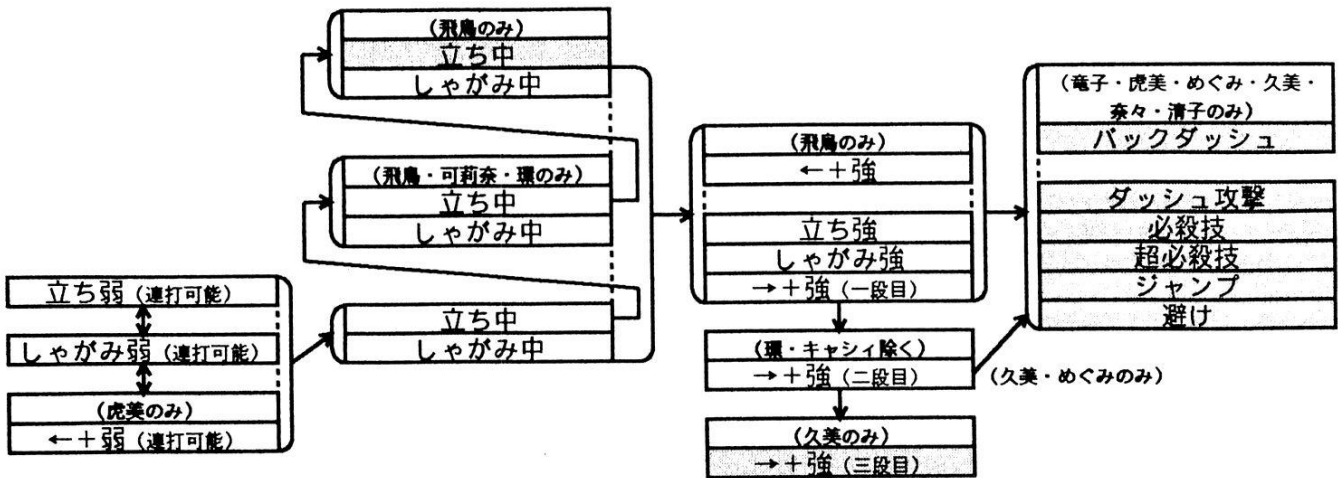 立ち弱（連打可能）
しゃがみ弱（連打可能）
（虎美のみ）
←＋弱（連打可能）
立ち中
しゃがみ中
（飛鳥・可莉奈・環のみ）
立ち中
しゃがみ中
（飛鳥のみ）
立ち中
しゃがみ中
（飛鳥のみ）
←＋強
立ち強
しゃがみ強
→＋強（一段目）
（環・キャシィ除く）
→＋強（二段目）
（久美・めぐみのみ）
（久美のみ）
→＋強（三段目）
（竜子・虎美・めぐみ・久美・
奈々・清子のみ）
バックダッシュ
ダッシュ攻撃
必殺技
超必殺技
ジャンプ
避け